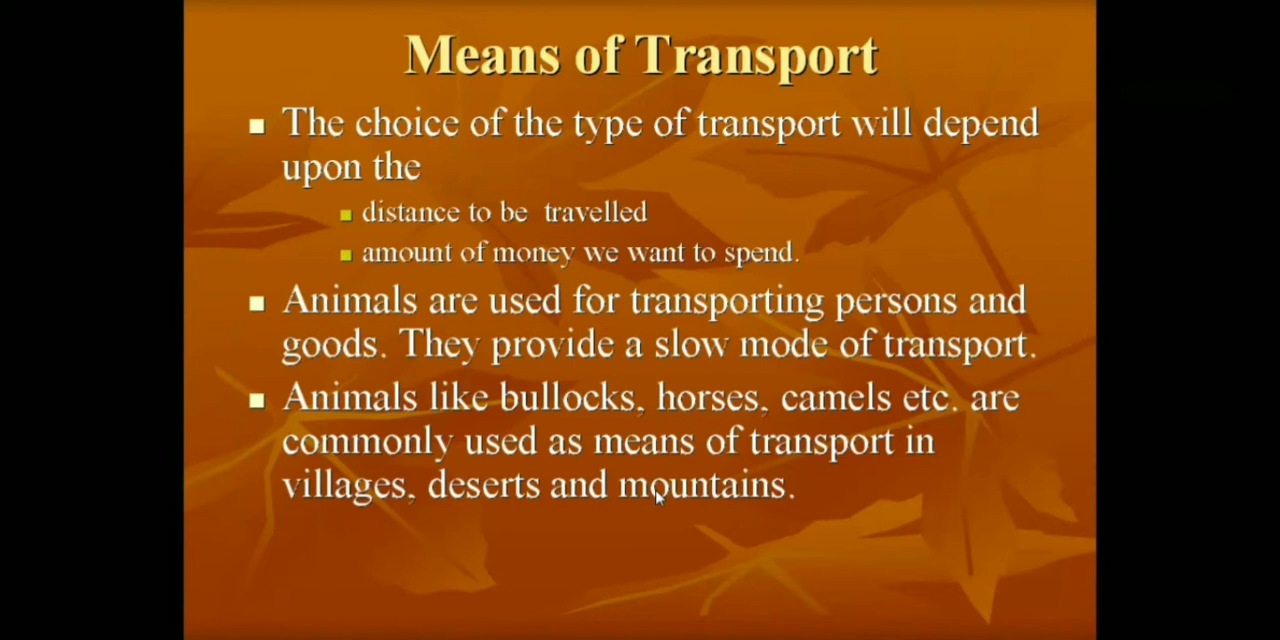 Means of Transport
The choice of the type of transport will depend
upon the
distance to be travelled
amount of money we want to spend.
Animals are used for transporting persons and
goods. They provide a slow mode of transport.
Animals like bullocks, horses, camels etc. are
commonly used as means of transport in
villages, deserts and mountains.